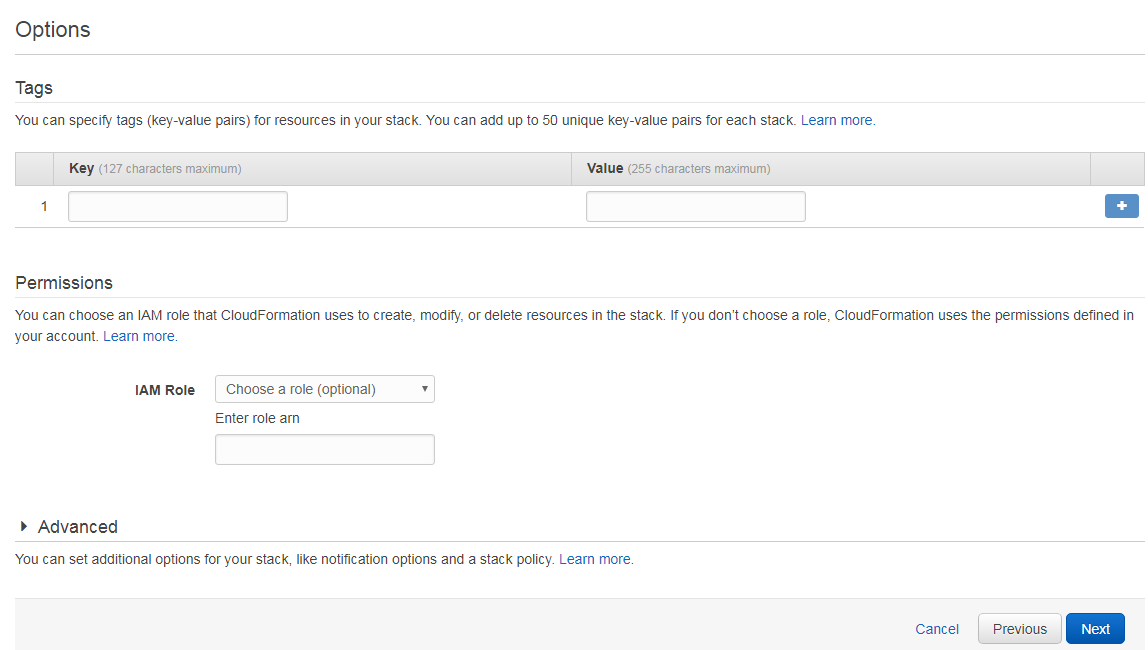 Options
Tags
You can specify tags (key-value pairs) for resources in your stack. You can add up to 50 unique key-value pairs for each stack. Learn more.
Key (127 characters maximum) Value (255 characters maximum)
1
Permissions
You can choose an IAM role that CloudFormation uses to create, modify, or delete resources in the stack. If you don’t choose a role, CloudFormation uses the permissions defined in
your account. Learn more.
IAM Role Choose a role (optional)
Enter role arn
Advanced
You can set additional options for your stack, like notification options and a stack policy. Learn more.
Cancel Previous Next